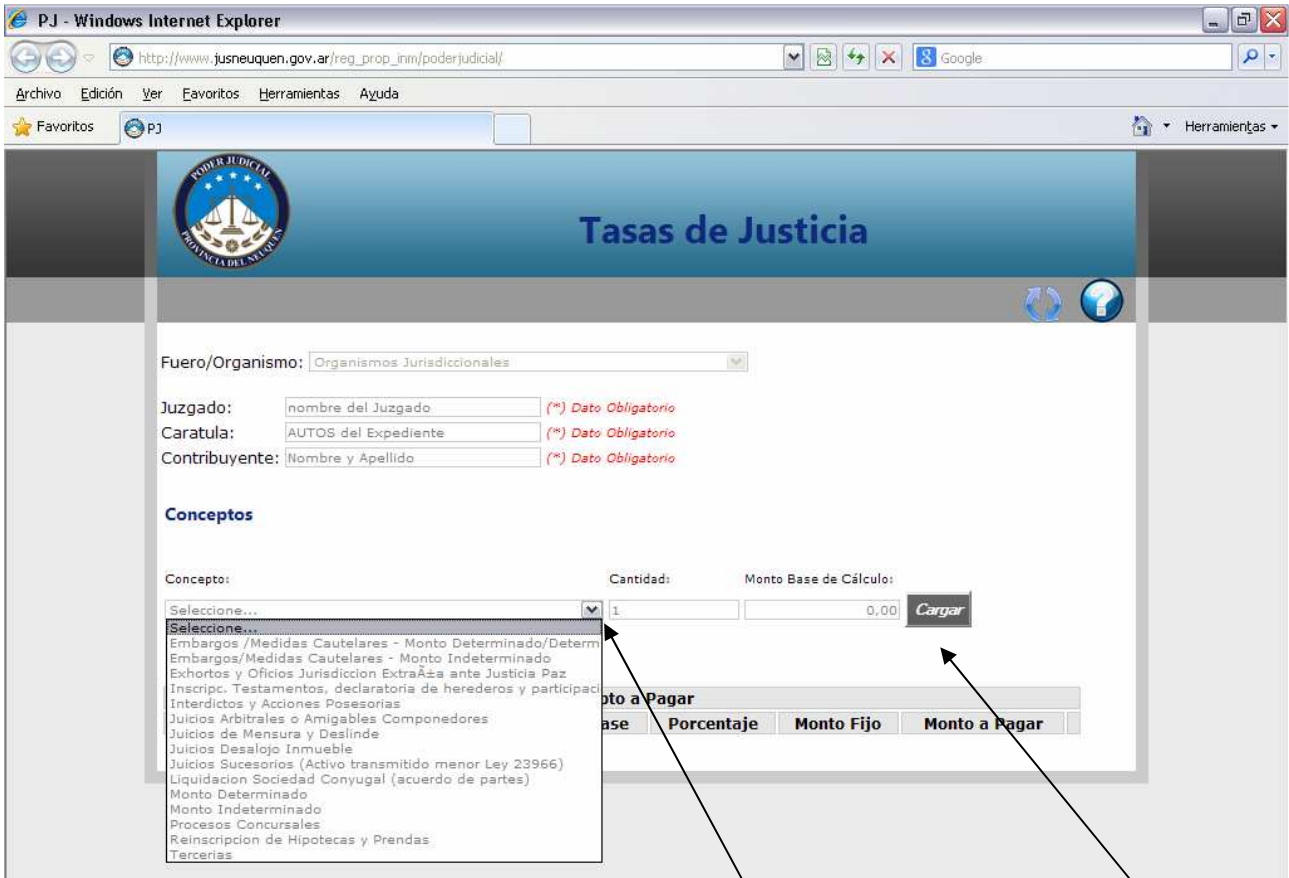 PJ - Windows Internet Explorer
http://www.jusneuquen.gov.ar/reg_prop_inm/poderjudicial/
Google
Archivo Edición Ver Favoritos Herramientas Ayuda
Favoritos PJ Herramientas
PODER JUDICIAL
PROVINCIA DEL NEUQUEN
Tasas de Justicia
Fuero/Organismo: Organismos Jurisdiccionales
Juzgado: nombre del Juzgado (*) Dato Obligatorio
Caratula: AUTOS del Expediente (*) Dato Obligatorio
Contribuyente: Nombre y Apellido (*) Dato Obligatorio
Conceptos
Concepto: Cantidad: Monto Base de Cálculo:
Seleccione... 1 0,00 Cargar
Seleccione...
Embargos /Medidas Cautelares - Monto Determinado/Determ
Embargos/Medidas Cautelares - Monto Indeterminado
Exhortos y Oficios Jurisdiccion ExtraÃ±a ante Justicia Paz
Inscripc. Testamentos, declaratoria de herederos y participaci
Interdictos y Acciones Posesorias
Juicios Arbitrales o Amigables Componedores
Juicios de Mensura y Deslinde
Juicios Desalojo Inmueble
Juicios Sucesorios (Activo transmitido menor Ley 23966)
Liquidacion Sociedad Conyugal (acuerdo de partes)
Monto Determinado
Monto Indeterminado
Procesos Concursales
Reinscripcion de Hipotecas y Prendas
Tercerias
pto a Pagar
ase Porcentaje Monto Fijo Monto a Pagar